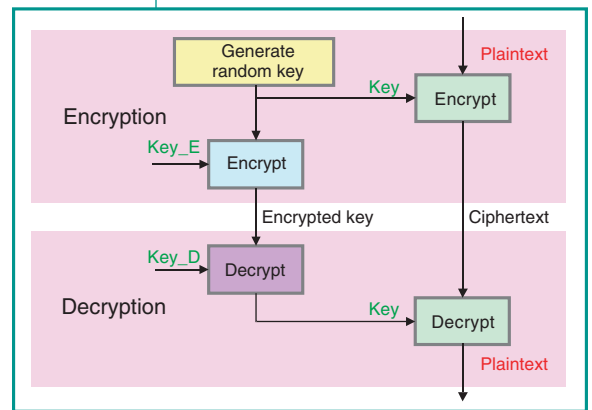 Generate
random key
Plaintext
Key
Encrypt
Encryption
Key_E
Encrypt
Encrypted key
Ciphertext
Key_D
Decrypt
Decryption
Key
Decrypt
Plaintext